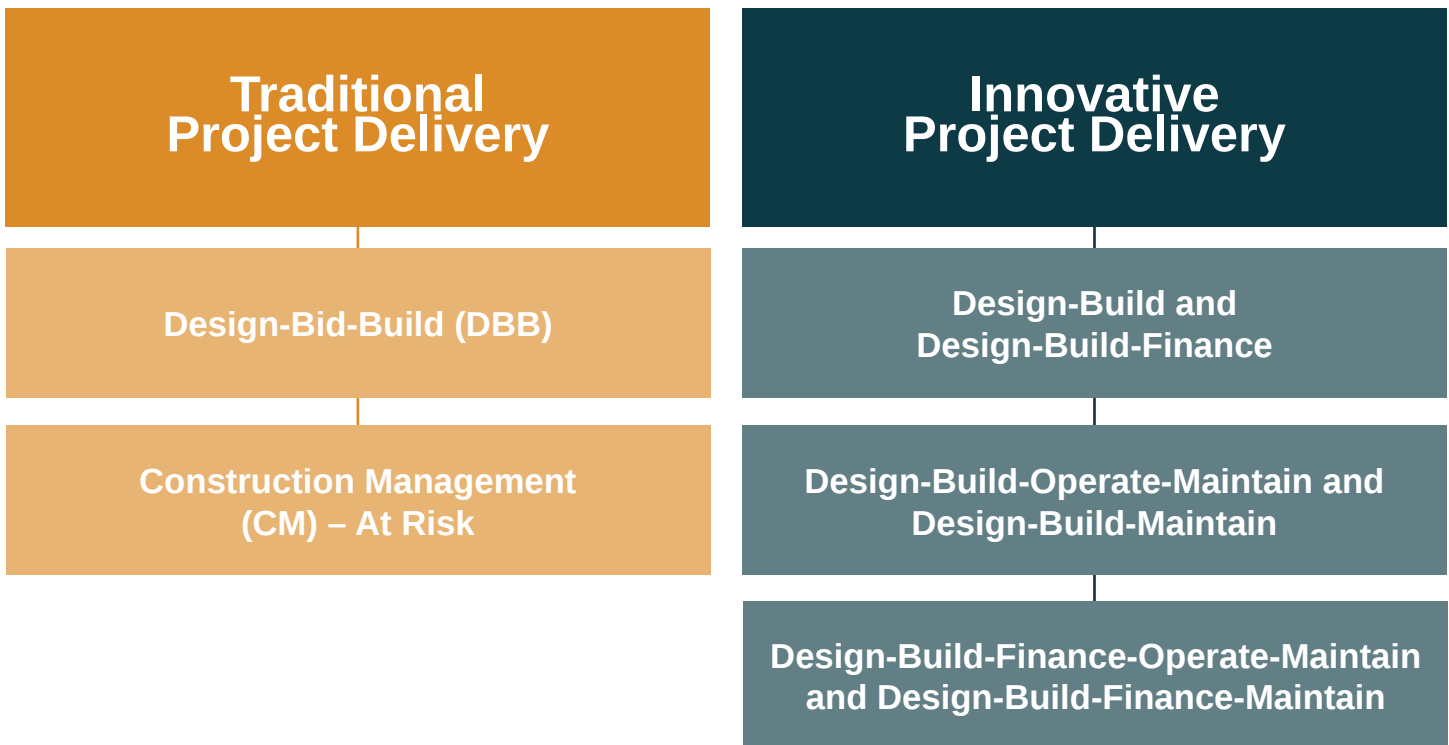 Traditional
Project Delivery
Design-Bid-Build (DBB)
Construction Management
(CM) – At Risk
Innovative
Project Delivery
Design-Build and
Design-Build-Finance
Design-Build-Operate-Maintain and
Design-Build-Maintain
Design-Build-Finance-Operate-Maintain
and Design-Build-Finance-Maintain